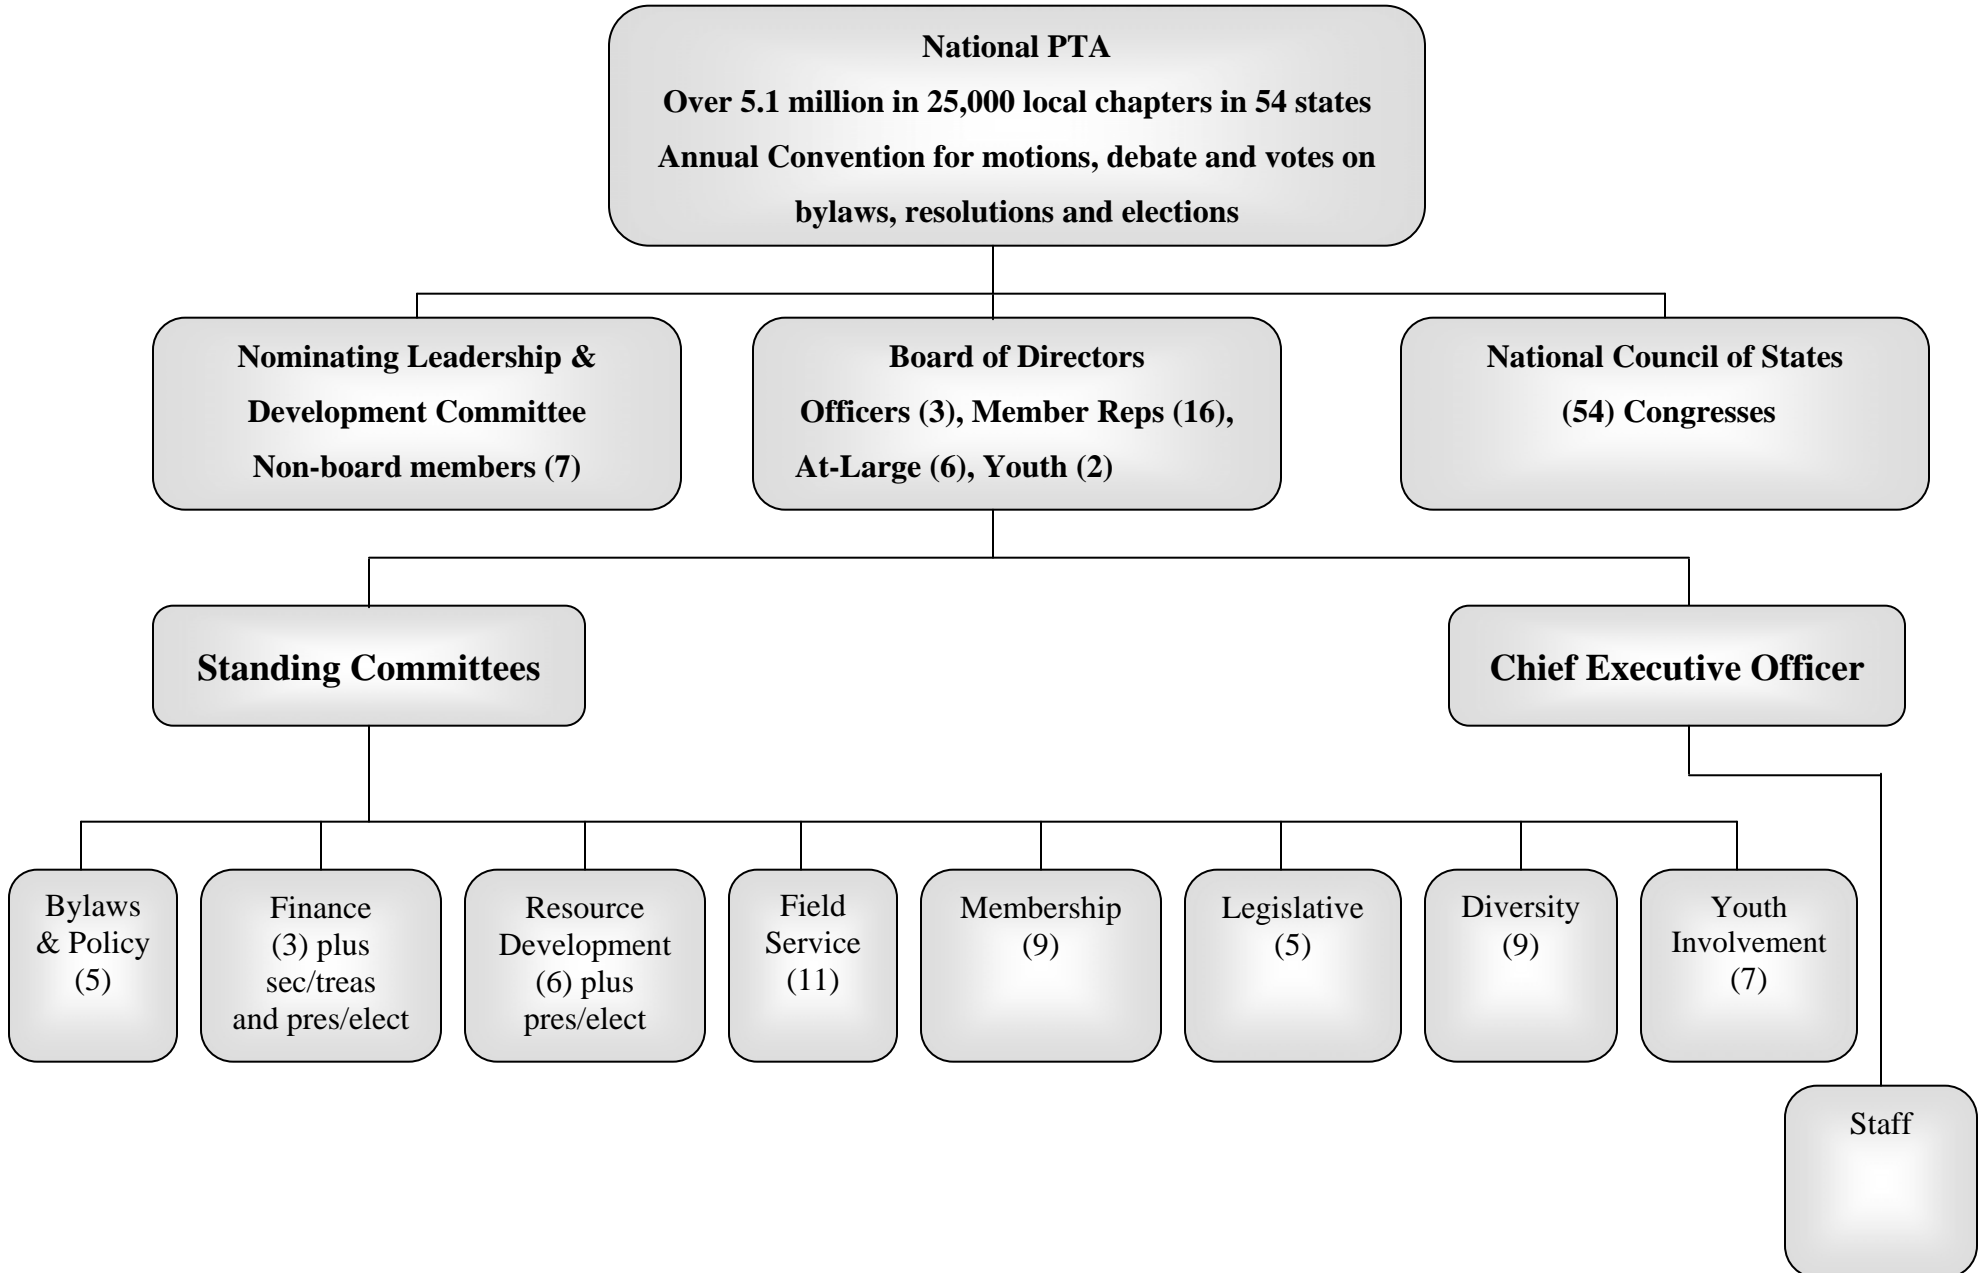 National PTA
Over 5.1 million in 25,000 local chapters in 54 states
Annual Convention for motions, debate and votes on
bylaws, resolutions and elections
Nominating Leadership &
Development Committee
Non-board members (7)
Board of Directors
Officers (3), Member Reps (16),
At-Large (6), Youth (2)
National Council of States
(54) Congresses
Standing Committees
Chief Executive Officer
Bylaws
& Policy
(5)
Finance
(3) plus
sec/treas
and pres/elect
Resource
Development
(6) plus
pres/elect
Field
Service
(11)
Membership
(9)
Legislative
(5)
Diversity
(9)
Youth
Involvement
(7)
Staff